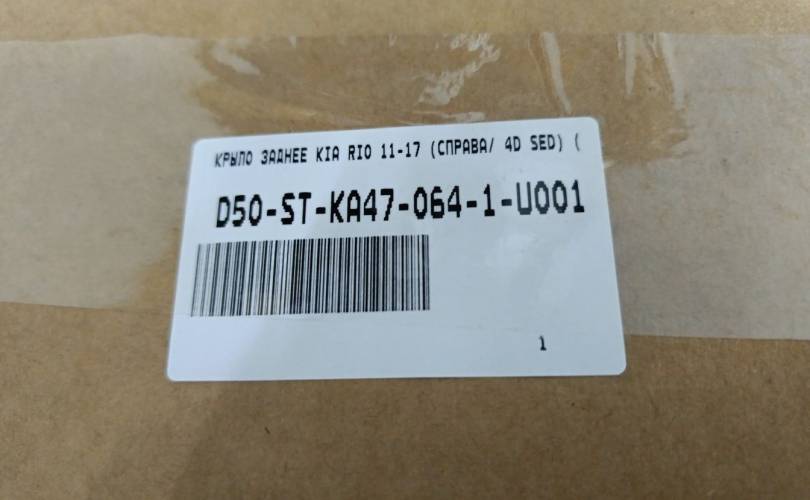 КРЫЛО ЗАДНЕЕ KIA RIO 11-17 (СПРАВА/ 4D SED) (
D50-ST-KA47-064-1-U001
1